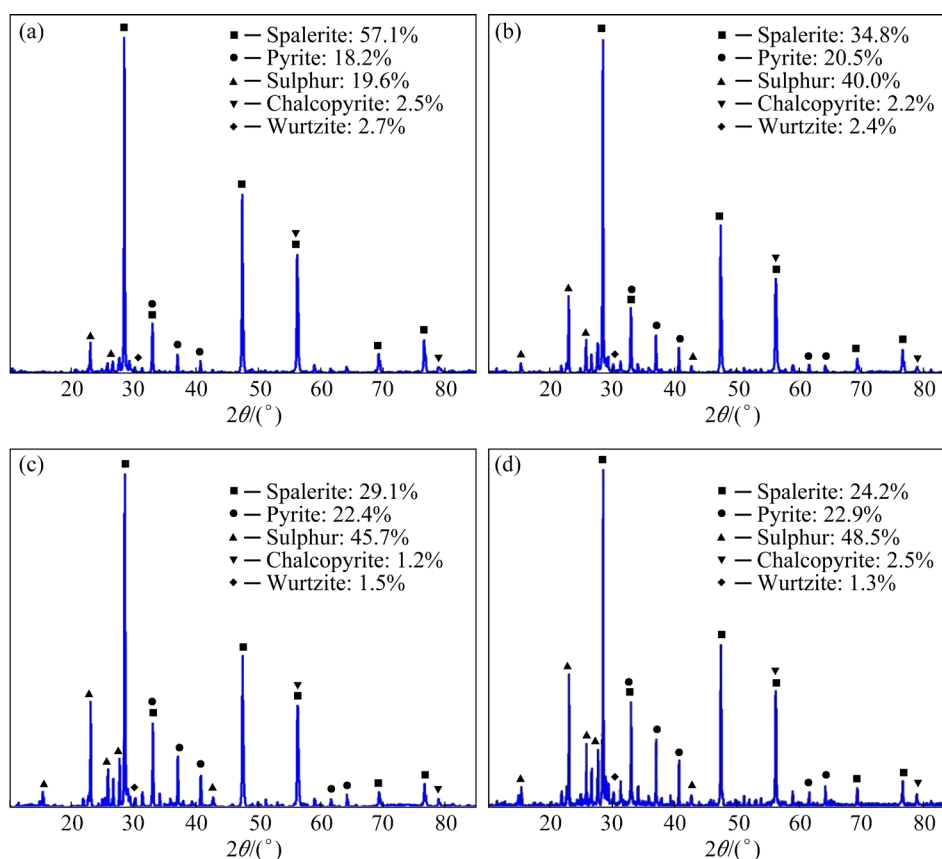 (a)
■ — Spalerite: 57.1%
● — Pyrite: 18.2%
▲ — Sulphur: 19.6%
▼ — Chalcopyrite: 2.5%
◆ — Wurtzite: 2.7%
20 30 40 50 60 70 80
2θ/(°)
(b)
■ — Spalerite: 34.8%
● — Pyrite: 20.5%
▲ — Sulphur: 40.0%
▼ — Chalcopyrite: 2.2%
◆ — Wurtzite: 2.4%
20 30 40 50 60 70 80
2θ/(°)
(c)
■ — Spalerite: 29.1%
● — Pyrite: 22.4%
▲ — Sulphur: 45.7%
▼ — Chalcopyrite: 1.2%
◆ — Wurtzite: 1.5%
20 30 40 50 60 70 80
2θ/(°)
(d)
■ — Spalerite: 24.2%
● — Pyrite: 22.9%
▲ — Sulphur: 48.5%
▼ — Chalcopyrite: 2.5%
◆ — Wurtzite: 1.3%
20 30 40 50 60 70 80
2θ/(°)